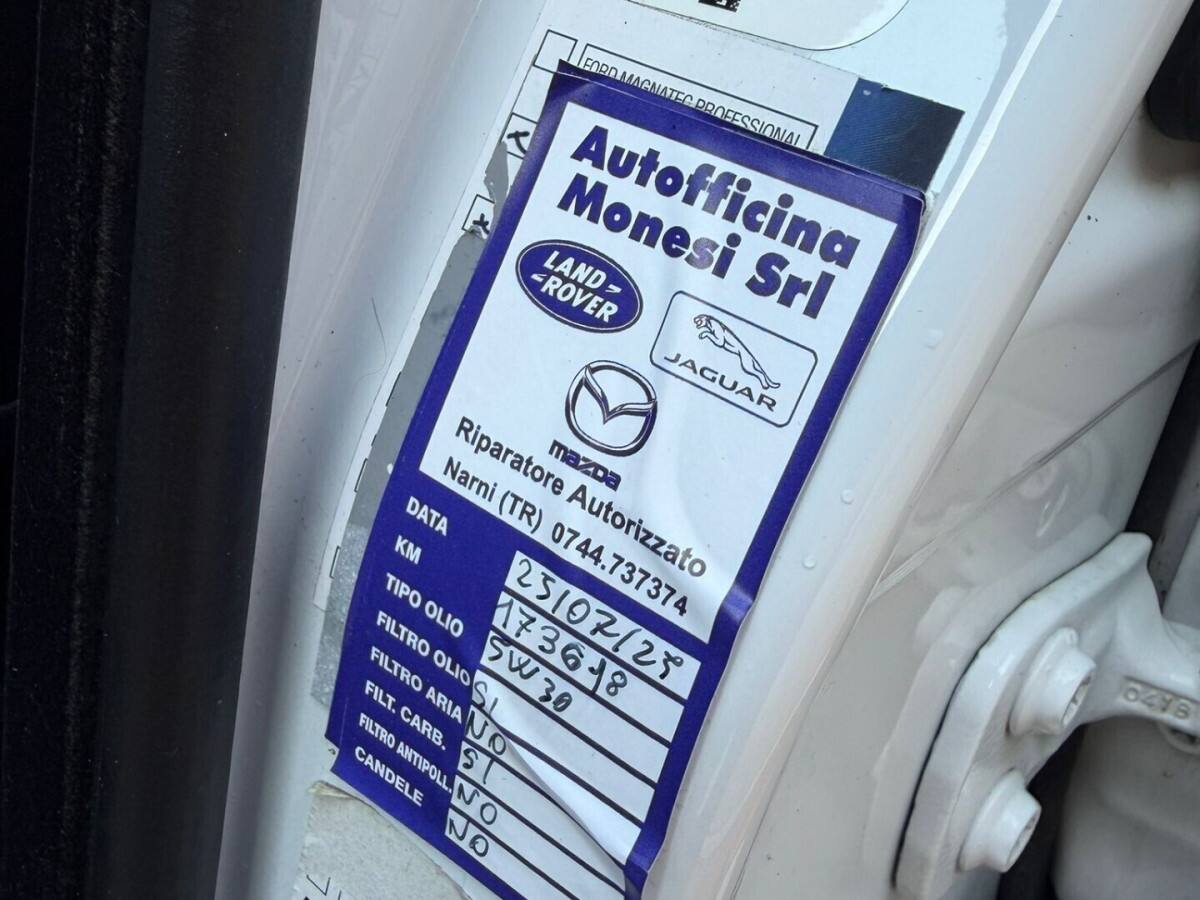 FORD MAGNATEC PROFESSIONAL
Autofficina
Monesi Srl
LAND
ROVER
JAGUAR
mazda
Riparatore Autorizzato
Narni (TR) 0744.737374
DATA 25/07/25
KM 173618
TIPO OLIO 5W30
FILTRO OLIO SI
FILTRO ARIA NO
FILT. CARB. SI
FILTRO ANTIPOLL. NO
CANDELE NO